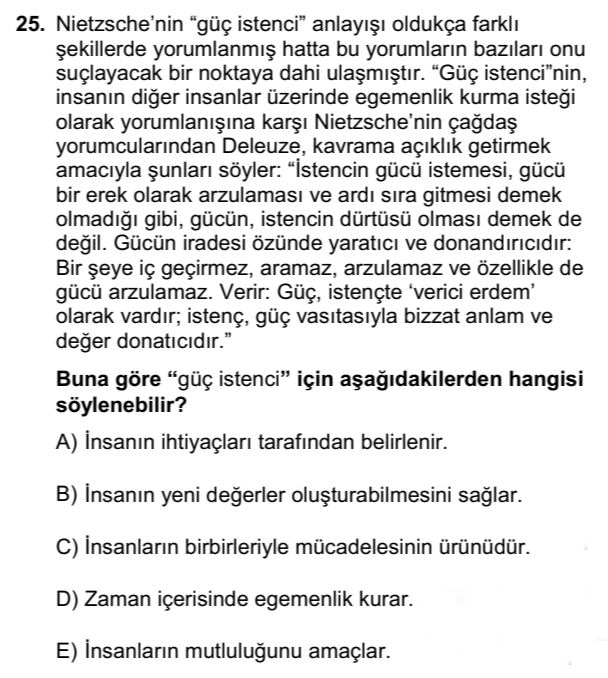 25. Nietzsche’nin “güç istenci” anlayışı oldukça farklı
şekillerde yorumlanmış hatta bu yorumların bazıları onu
suçlayacak bir noktaya dahi ulaşmıştır. “Güç istenci”nin,
insanın diğer insanlar üzerinde egemenlik kurma isteği
olarak yorumlanışına karşı Nietzsche’nin çağdaş
yorumcularından Deleuze, kavrama açıklık getirmek
amacıyla şunları söyler: “İstencin gücü istemesi, gücü
bir erek olarak arzulaması ve ardı sıra gitmesi demek
olmadığı gibi, gücün, istencin dürtüsü olması demek de
değil. Gücün iradesi özünde yaratıcı ve donandırıcıdır:
Bir şeye iç geçirmez, aramaz, arzulamaz ve özellikle de
gücü arzulamaz. Verir: Güç, istençte ‘verici erdem’
olarak vardır; istenç, güç vasıtasıyla bizzat anlam ve
değer donatıcıdır.”
Buna göre “güç istenci” için aşağıdakilerden hangisi
söylenebilir?
A) İnsanın ihtiyaçları tarafından belirlenir.
B) İnsanın yeni değerler oluşturabilmesini sağlar.
C) İnsanların birbirleriyle mücadelesinin ürünüdür.
D) Zaman içerisinde egemenlik kurar.
E) İnsanların mutluluğunu amaçlar.